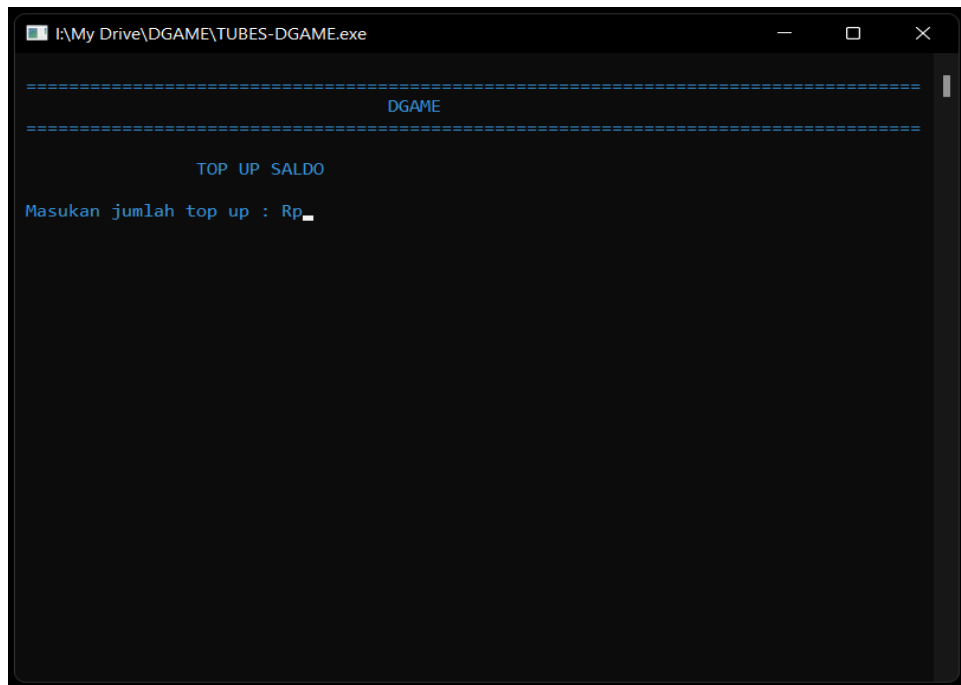 I:\My Drive\DGAME\TUBES-DGAME.exe
====================================================================================
DGAME
====================================================================================
TOP UP SALDO
Masukan jumlah top up : Rp